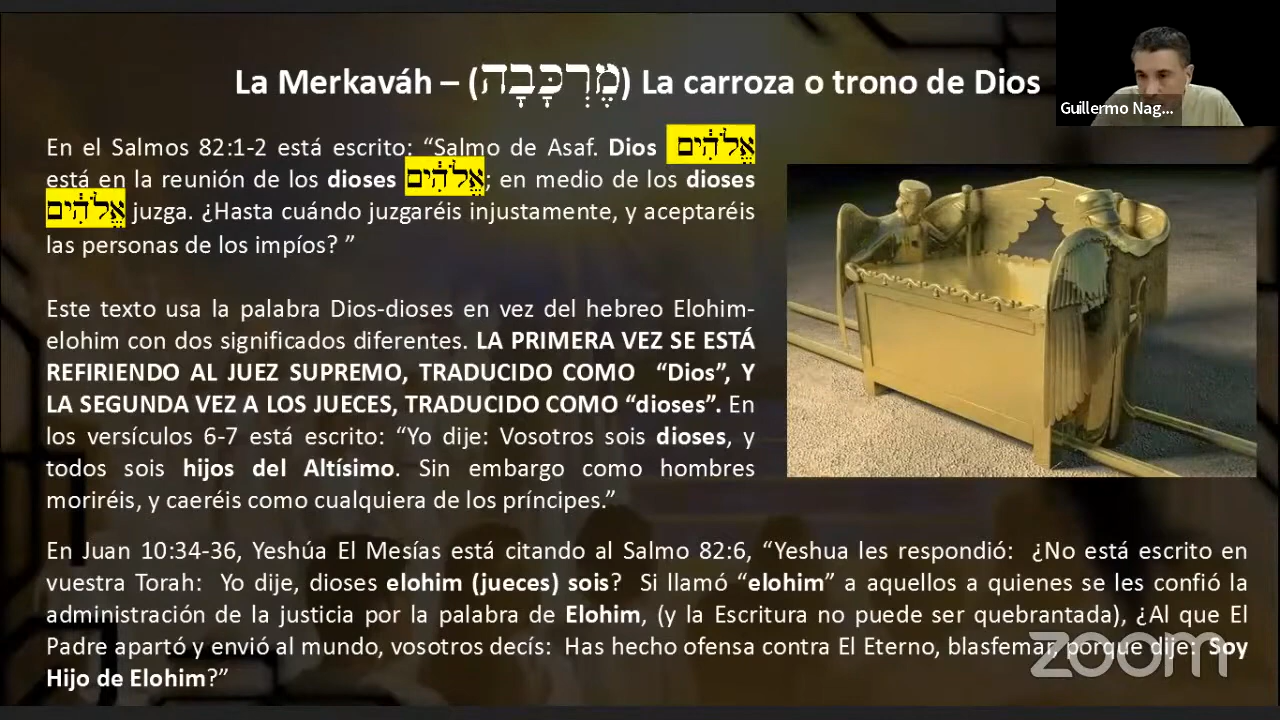 La Merkaváh – (מֶרְכָּבָה) La carroza o trono de Dios
Guillermo Nag...
En el Salmos 82:1-2 está escrito: “Salmo de Asaf. Dios אֱלֹהִים
está en la reunión de los dioses אֱלֹהִים; en medio de los dioses
אֱלֹהִים juzga. ¿Hasta cuándo juzgaréis injustamente, y aceptaréis
las personas de los impíos? ”
Este texto usa la palabra Dios-dioses en vez del hebreo Elohim-
elohim con dos significados diferentes. LA PRIMERA VEZ SE ESTÁ
REFIRIENDO AL JUEZ SUPREMO, TRADUCIDO COMO “Dios”, Y
LA SEGUNDA VEZ A LOS JUECES, TRADUCIDO COMO “dioses”. En
los versículos 6-7 está escrito: “Yo dije: Vosotros sois dioses, y
todos sois hijos del Altísimo. Sin embargo como hombres
moriréis, y caeréis como cualquiera de los príncipes.”
En Juan 10:34-36, Yeshúa El Mesías está citando al Salmo 82:6, “Yeshua les respondió: ¿No está escrito en
vuestra Torah: Yo dije, dioses elohim (jueces) sois? Si llamó “elohim” a aquellos a quienes se les confió la
administración de la justicia por la palabra de Elohim, (y la Escritura no puede ser quebrantada), ¿Al que El
Padre apartó y envió al mundo, vosotros decís: Has hecho ofensa contra El Eterno, blasfemar, porque dije: Soy
Hijo de Elohim?”
zoom